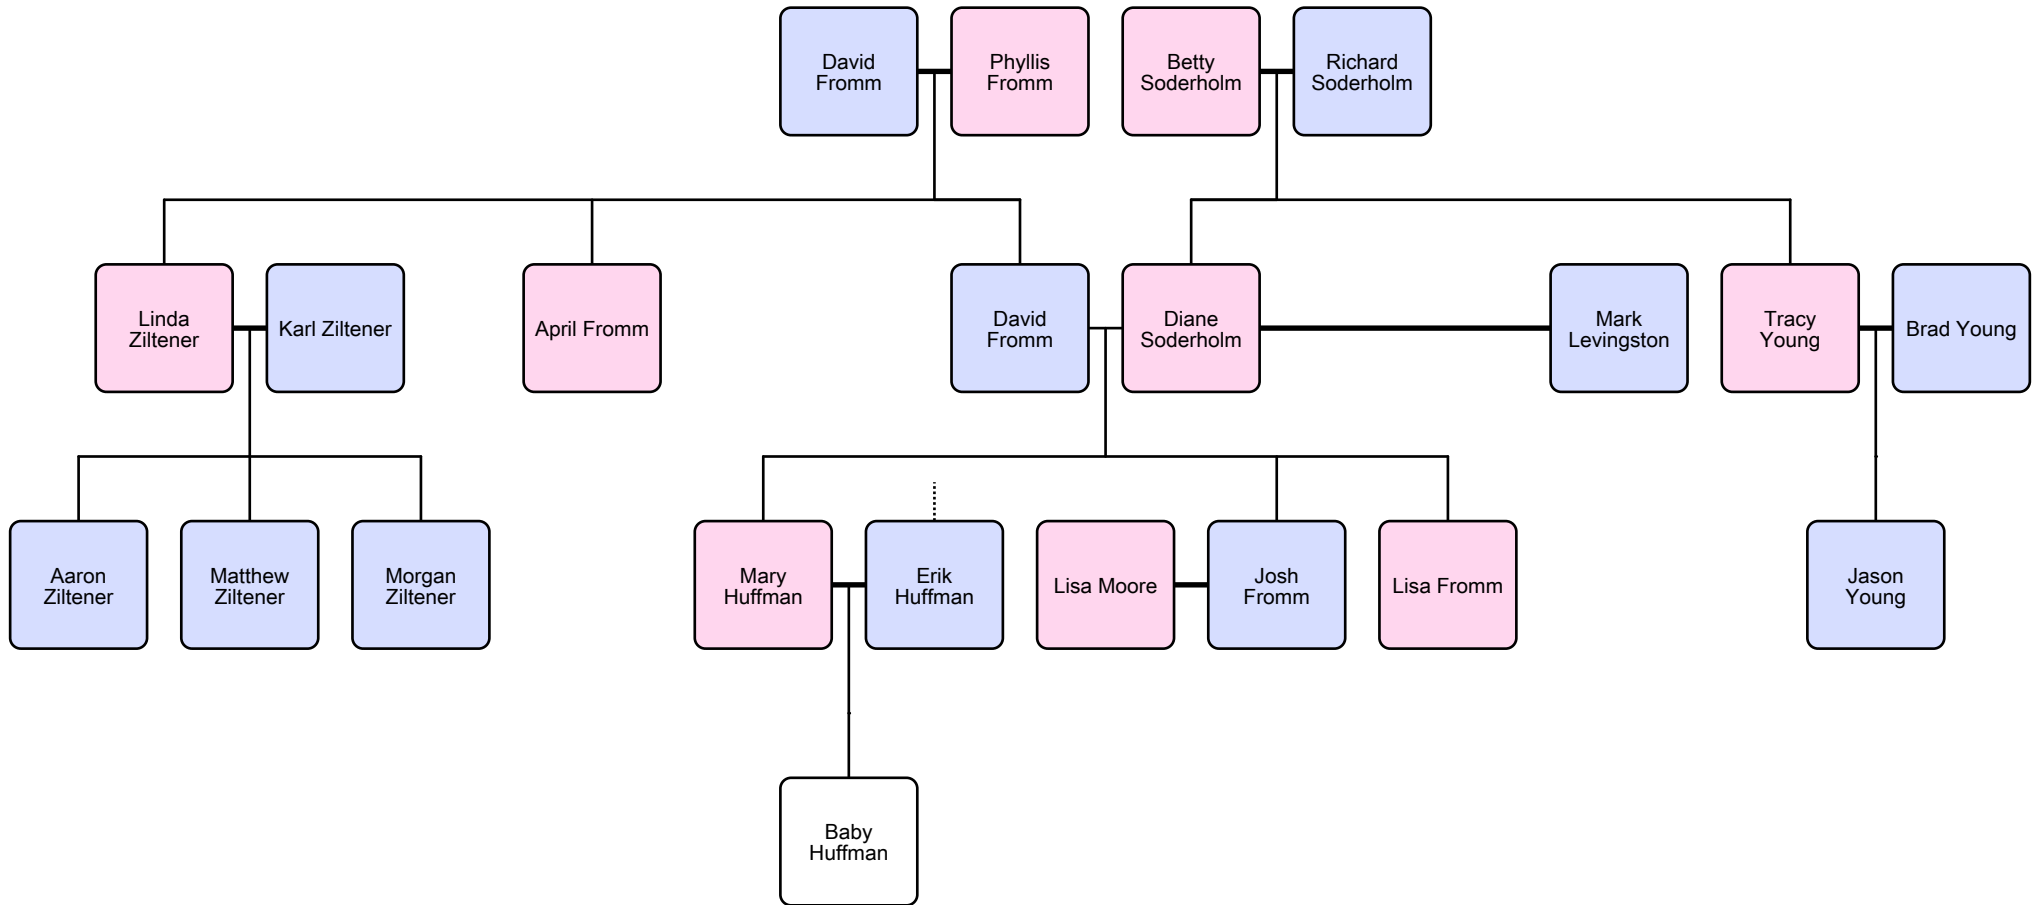 David
Fromm
Phyllis
Fromm
Betty
Soderholm
Richard
Soderholm
Linda
Ziltener
Karl Ziltener
April Fromm
David
Fromm
Diane
Soderholm
Mark
Levingston
Tracy
Young
Brad Young
Aaron
Ziltener
Matthew
Ziltener
Morgan
Ziltener
Mary
Huffman
Erik
Huffman
Lisa Moore
Josh
Fromm
Lisa Fromm
Jason
Young
Baby
Huffman